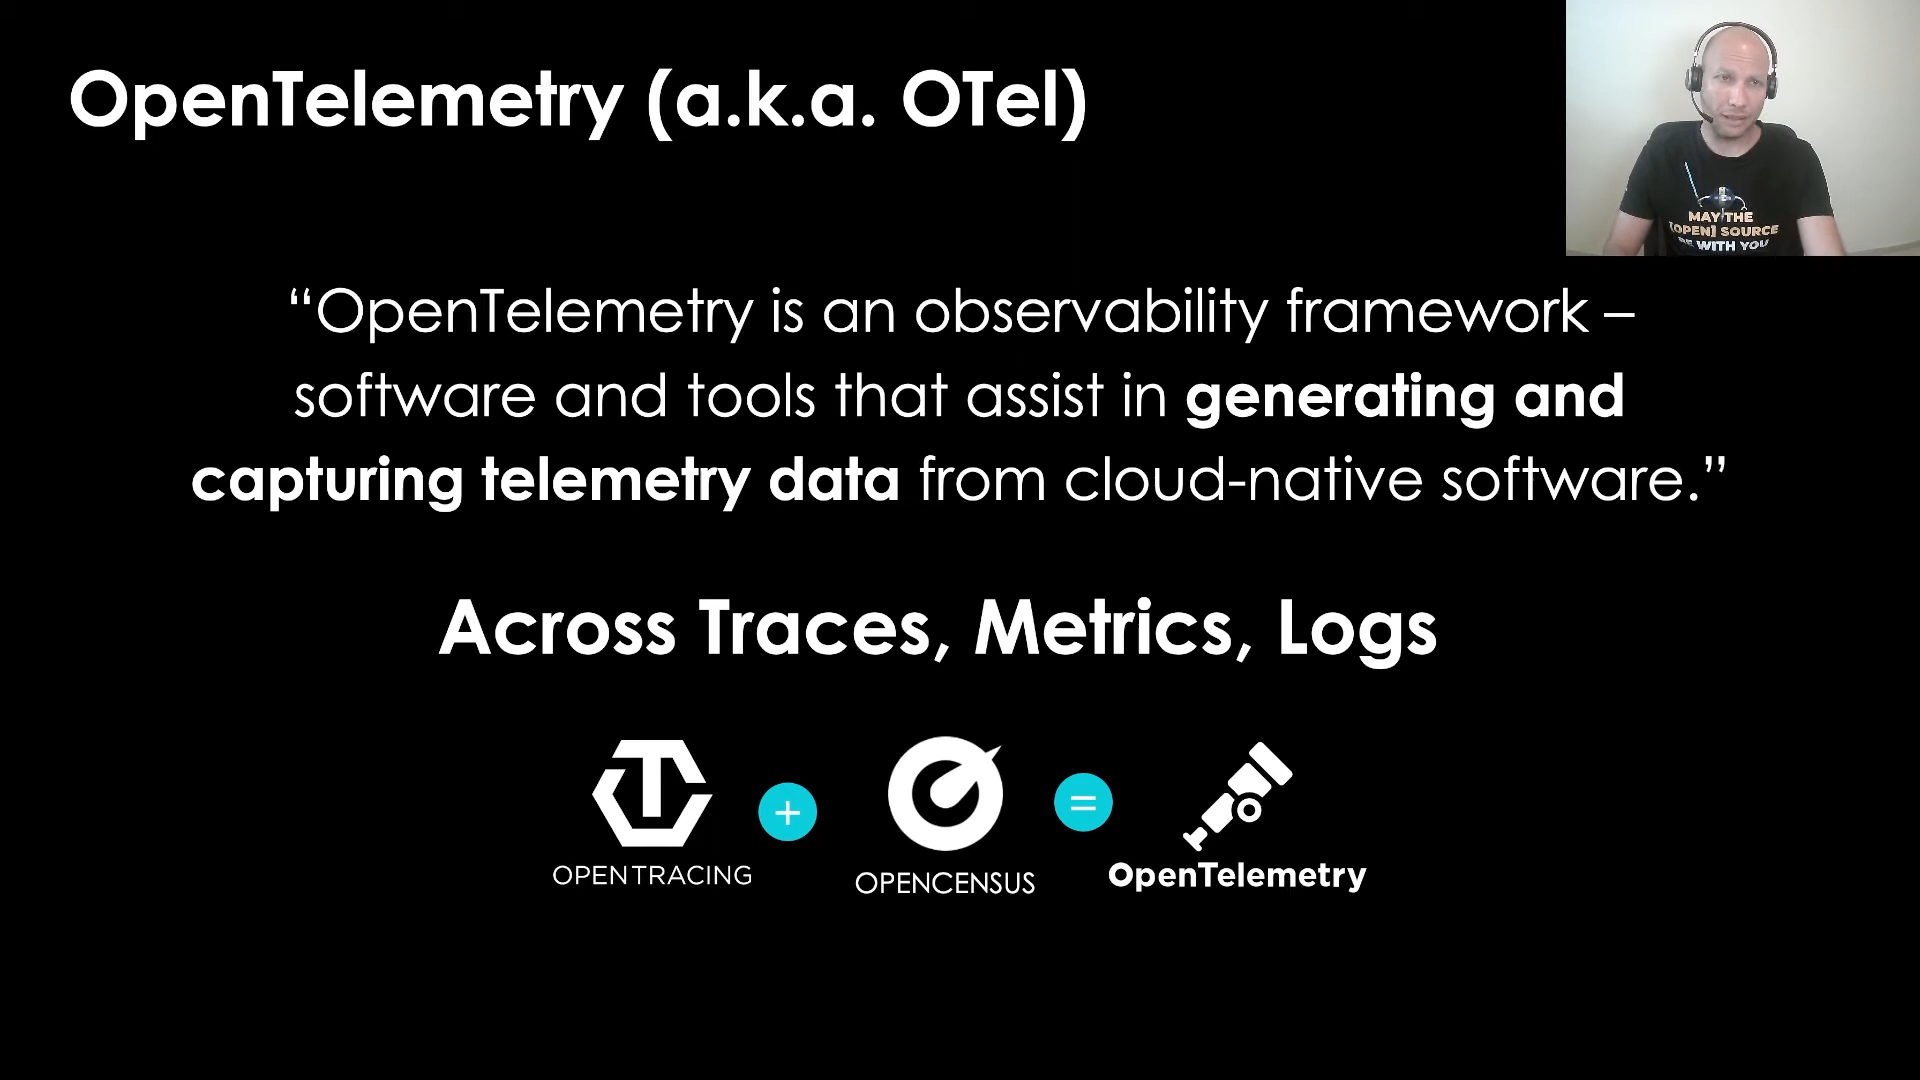 OpenTelemetry (a.k.a. OTel)
MAY THE
[OPEN] SOURCE
BE WITH YOU
“OpenTelemetry is an observability framework –
software and tools that assist in generating and
capturing telemetry data from cloud-native software.”
Across Traces, Metrics, Logs
+
=
OPENTRACING
OPENCENSUS
OpenTelemetry